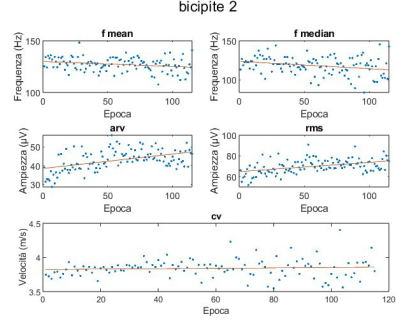 bicipite 2
f mean
f median
Frequenza (Hz)
150
100
0 50 100
Epoca
Frequenza (Hz)
150
100
0 50 100
Epoca
arv
rms
Ampiezza (µV)
50
40
30
0 50 100
Epoca
Ampiezza (µV)
100
80
60
0 50 100
Epoca
cv
Velocità (m/s)
4.5
4
3.5
0 20 40 60 80 100 120
Epoca